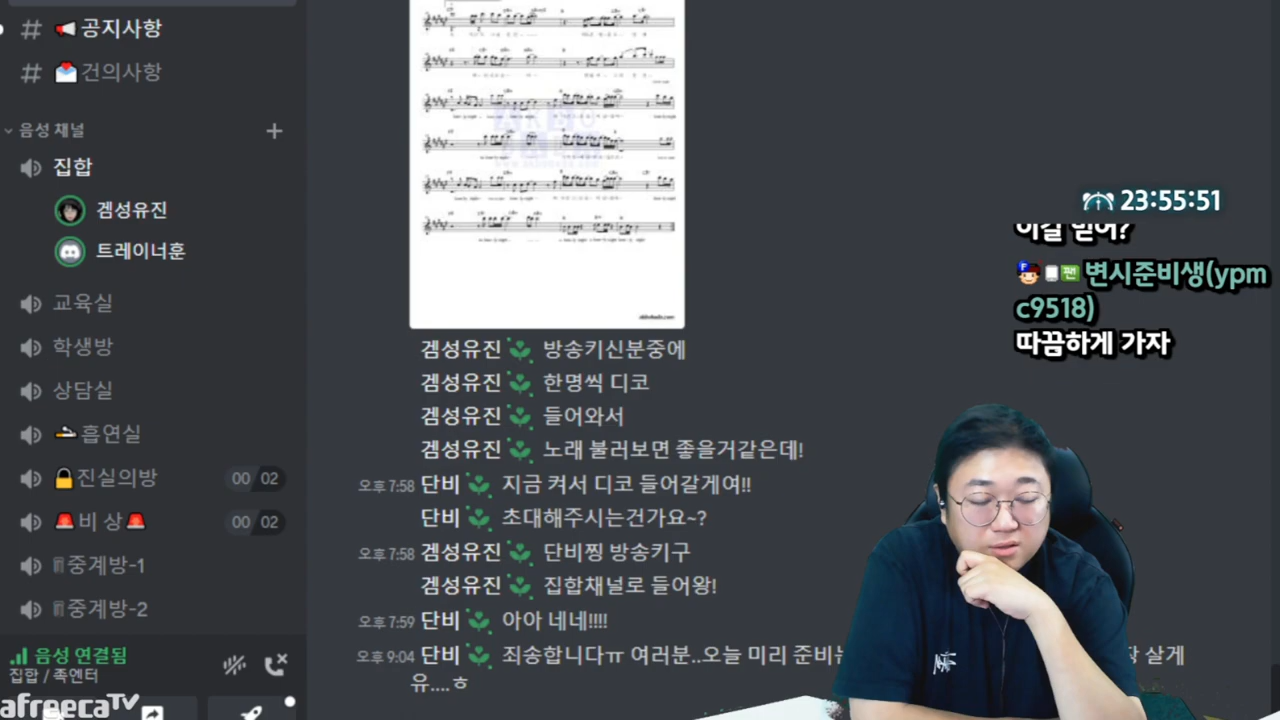 공지사항
건의사항
음성 채널
집합
겜성유진
트레이너훈
교육실
학생방
상담실
흡연실
진실의방 00 02
비 상 00 02
중계방-1
중계방-2
음성 연결됨
집합 / 족엔터
afreecaTV
겜성유진 방송키신분중에
겜성유진 한명씩 디코
겜성유진 들어와서
겜성유진 노래 불러보면 좋을거같은데!
오후 7:58 단비 지금 켜서 디코 들어갈게여!!
단비 초대해주시는건가요~?
오후 7:58 겜성유진 단비찡 방송키구
겜성유진 집합채널로 들어왕!
오후 7:59 단비 아아 네네!!!!
오후 9:04 단비 죄송합니다ㅠ 여러분..오늘 미리 준비 살게
유....ㅎ
23:55:51
이걸 믿어?
팬 변시준비생(ypm
c9518)
따끔하게 가자